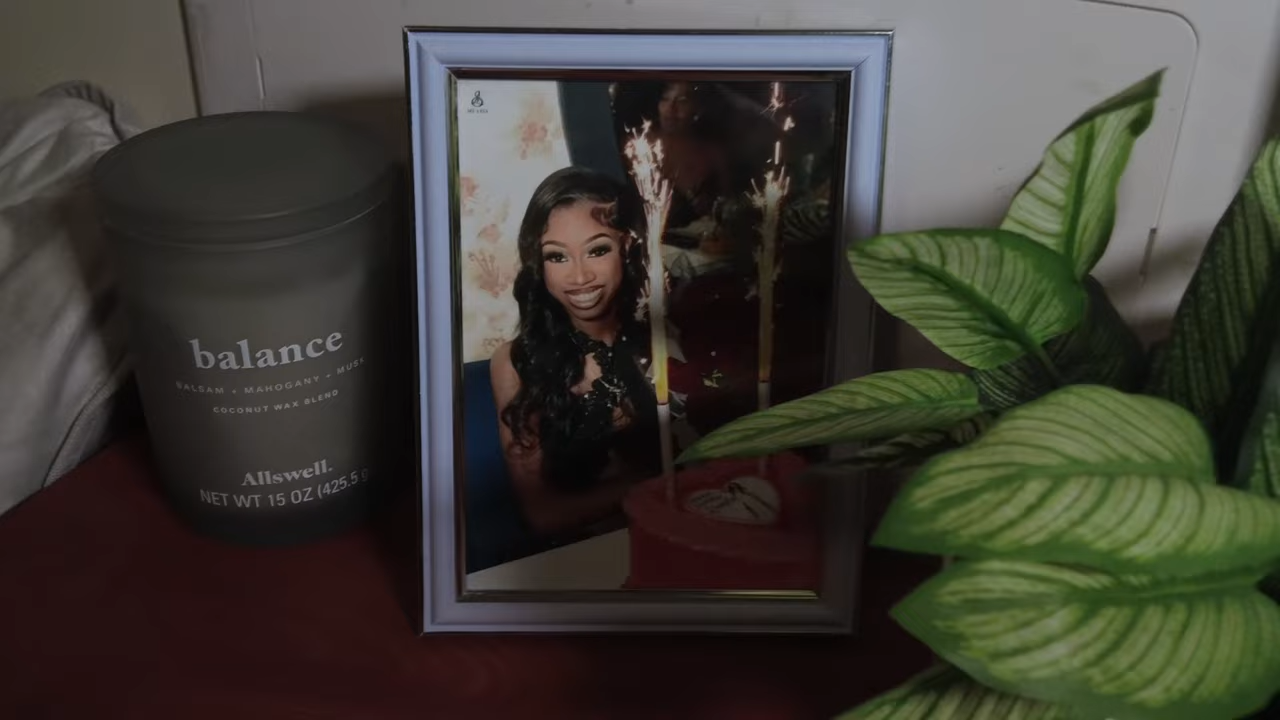 balance
BALSAM + MAHOGANY + MUSK
COCONUT WAX BLEND
Allswell.
NET WT 15 OZ (425.5 g